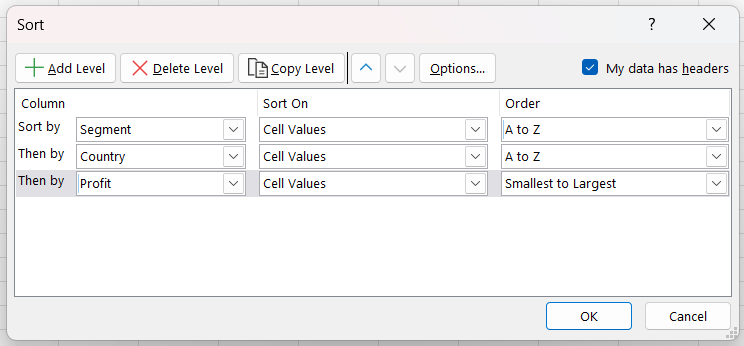 Sort ?
Add Level Delete Level Copy Level Options... My data has headers
Column Sort On Order
Sort by Segment Cell Values A to Z
Then by Country Cell Values A to Z
Then by Profit Cell Values Smallest to Largest
OK Cancel